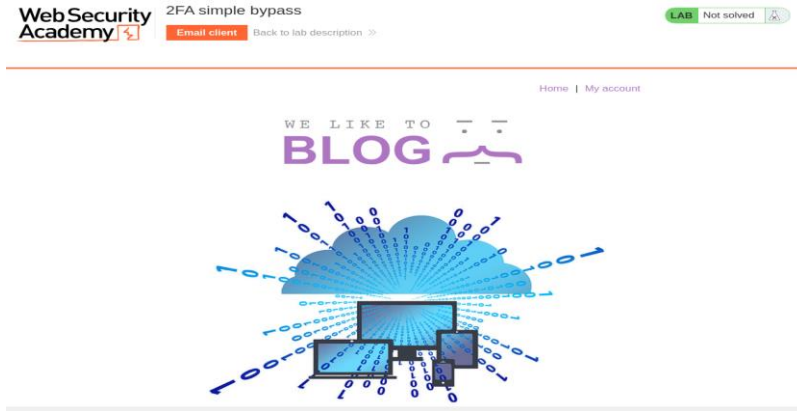 Web Security
Academy
2FA simple bypass
Email client
Back to lab description
LAB
Not solved
Home | My account
WE LIKE TO
BLOG